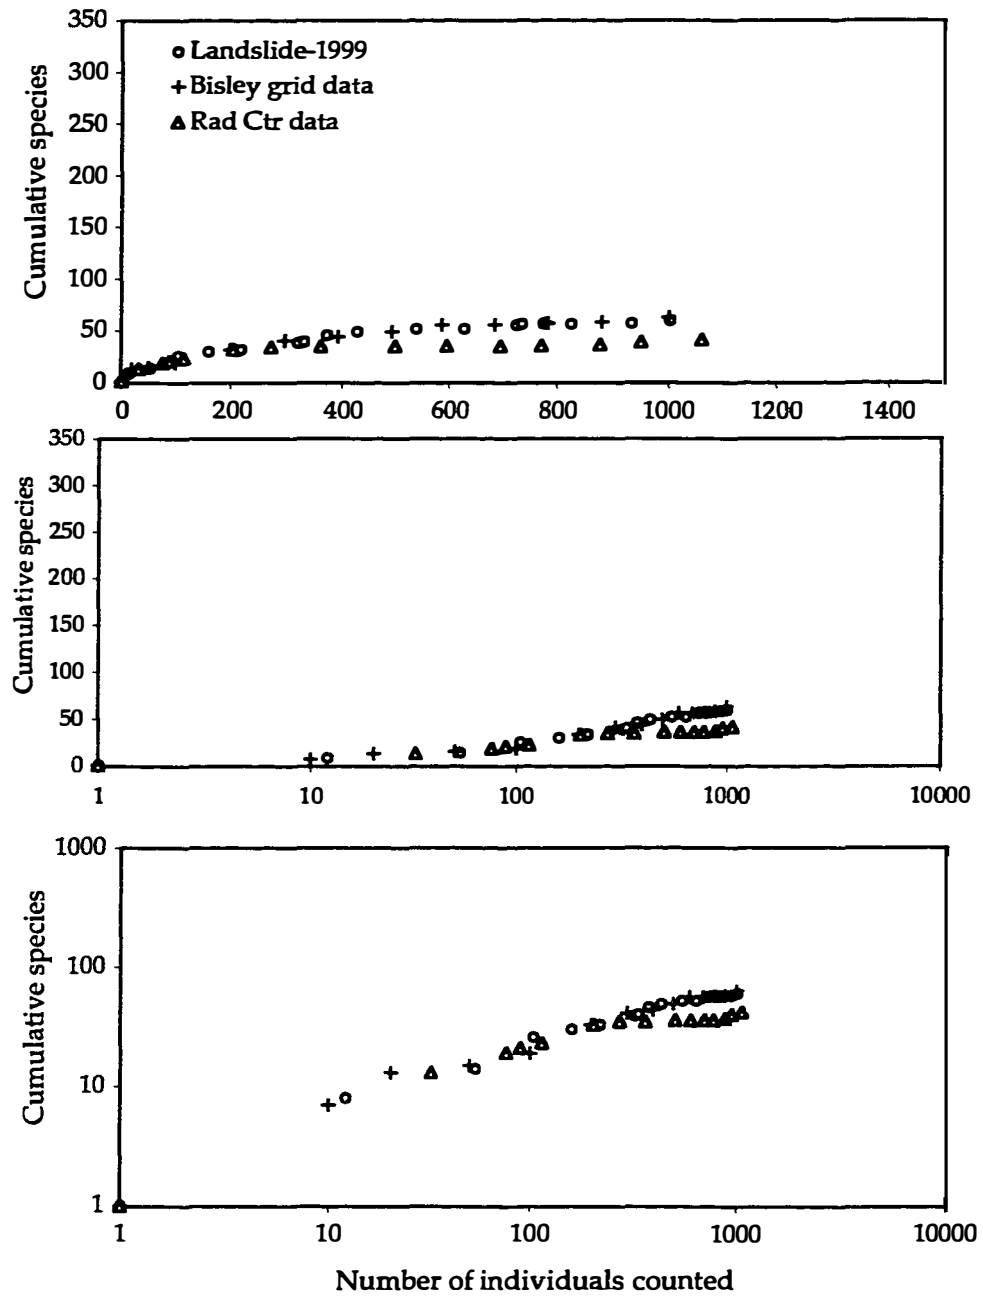 350
300
250
200
150
100
50
0
Cumulative species
Landslide-1999
Bisley grid data
Rad Ctr data
0 200 400 600 800 1000 1200 1400
350
300
250
200
150
100
50
0
Cumulative species
1 10 100 1000 10000
1000
100
10
1
Cumulative species
1 10 100 1000 10000
Number of individuals counted